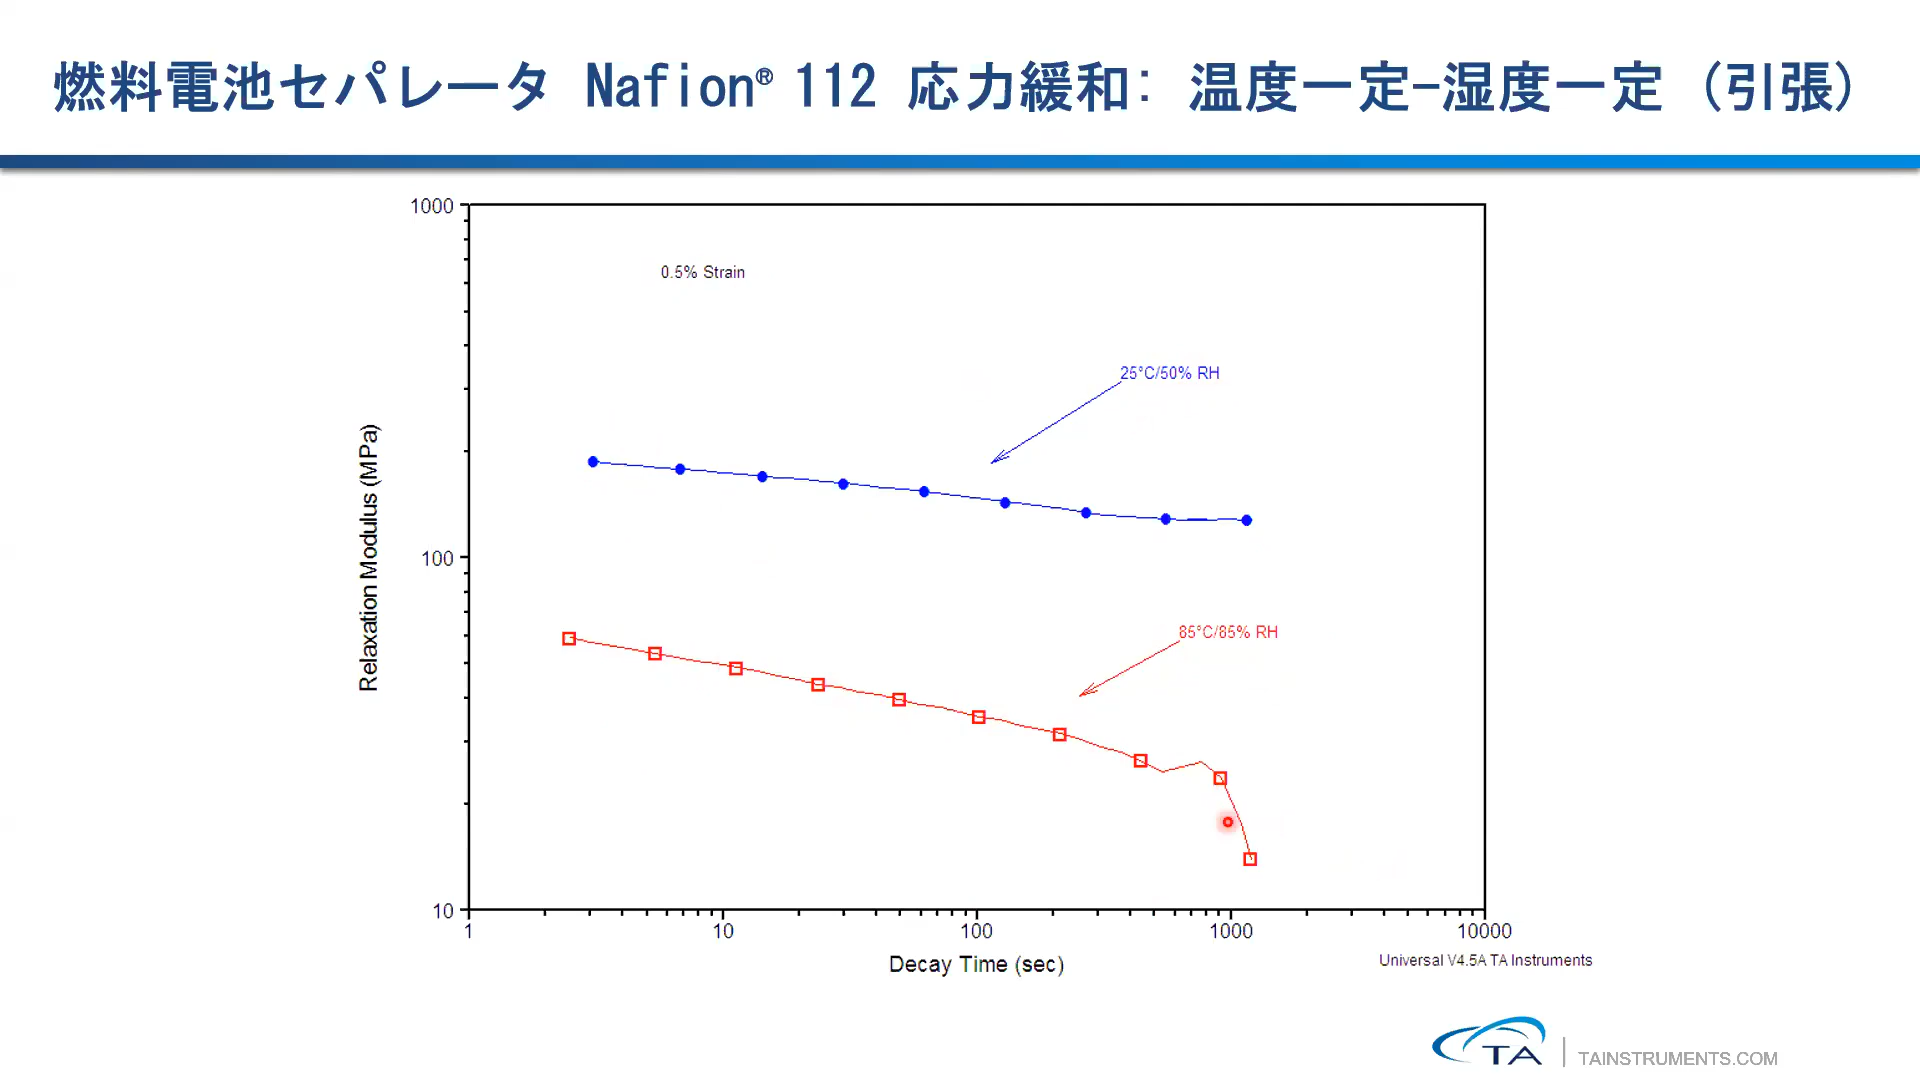 燃料電池セパレータ Nafion® 112 応力緩和: 温度一定-湿度一定 (引張)
1000
0.5% Strain
25°C/50% RH
Relaxation Modulus (MPa)
100
85°C/85% RH
10
1 10 100 1000 10000
Decay Time (sec)
Universal V4.5A TA Instruments
TA
TAINSTRUMENTS.COM